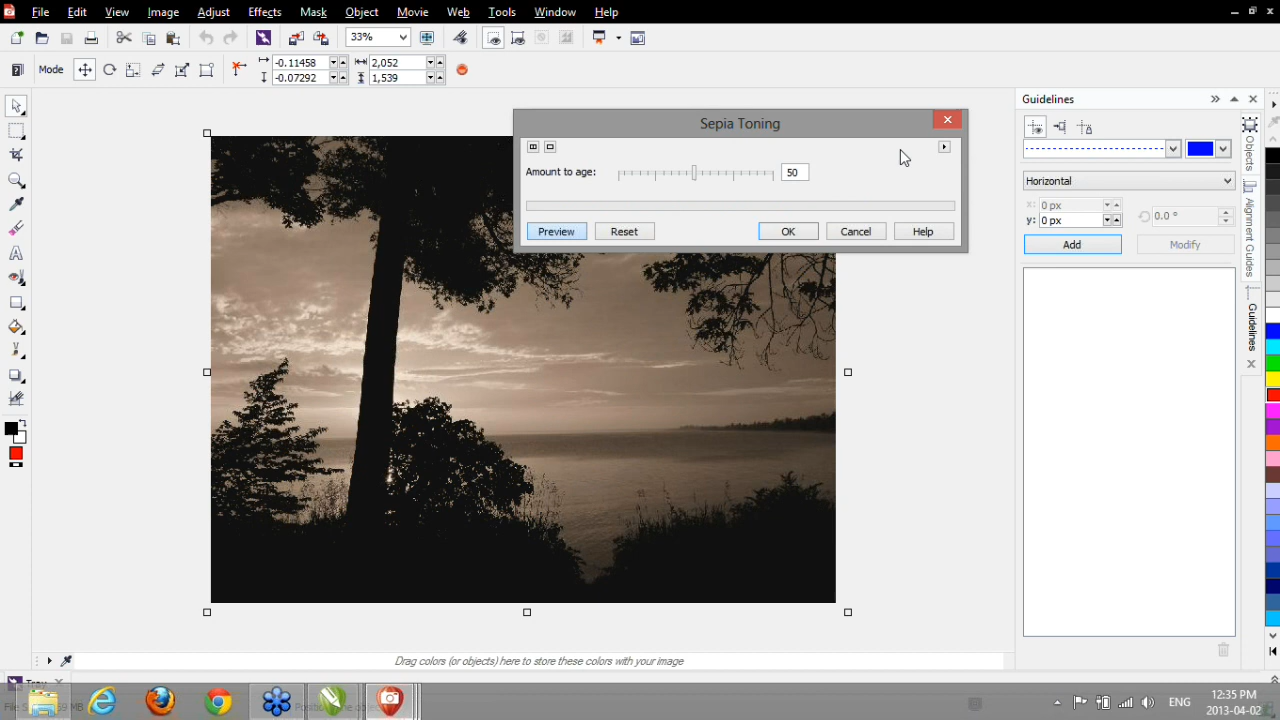 File Edit View Image Adjust Effects Mask Object Movie Web Tools Window Help
33%
Mode -0.11458 2,052
-0.07292 1,539
Guidelines
Sepia Toning
Amount to age: 50
Preview Reset OK Cancel Help
Horizontal
x: 0 px
y: 0 px
0.0 °
Add Modify
Objects
Alignment Guides
Guidelines
Drag colors (or objects) here to store these colors with your image
Tray
ENG
12:35 PM
2013-04-02